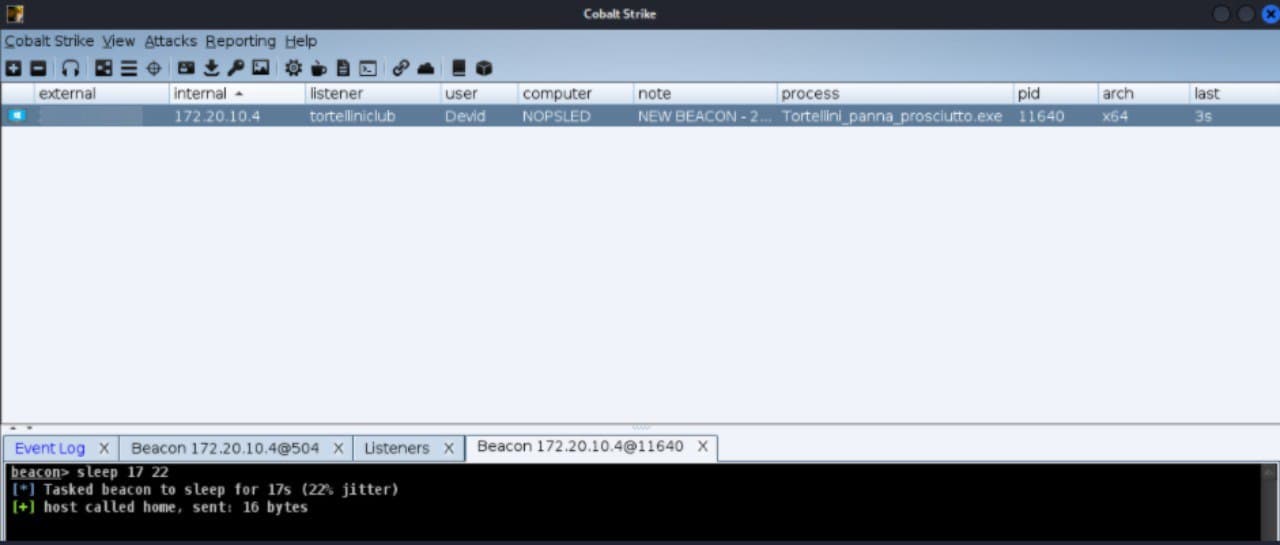 Cobalt Strike
Cobalt Strike View Attacks Reporting Help
external internal listener user computer note process pid arch last
172.20.10.4 tortelliniclub Devid NOPSLED NEW BEACON - 2... Tortellini_panna_prosciutto.exe 11640 x64 3s
Event Log X Beacon 172.20.10.4@504 X Listeners X Beacon 172.20.10.4@11640 X
beacon> sleep 17 22
[*] Tasked beacon to sleep for 17s (22% jitter)
[+] host called home, sent: 16 bytes